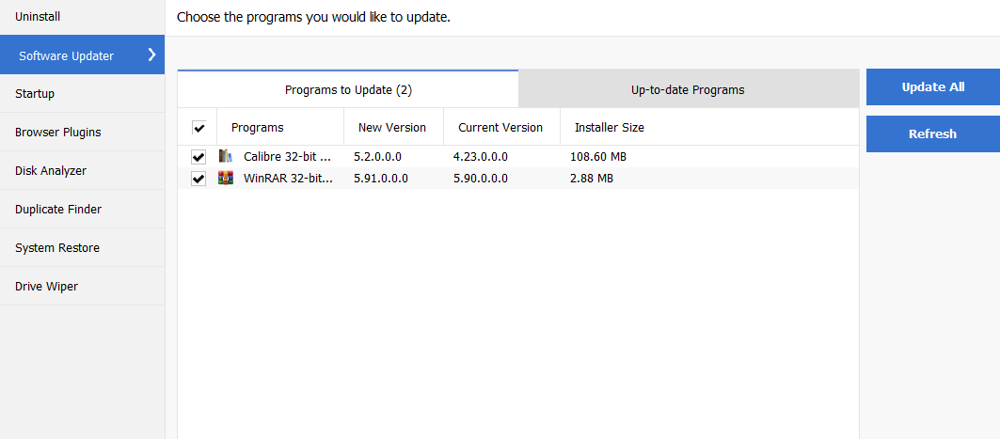 Uninstall
Choose the programs you would like to update.
Software Updater
Startup
Browser Plugins
Disk Analyzer
Duplicate Finder
System Restore
Drive Wiper
Programs to Update (2)
Up-to-date Programs
Programs New Version Current Version Installer Size
Calibre 32-bit ... 5.2.0.0.0 4.23.0.0.0 108.60 MB
WinRAR 32-bit... 5.91.0.0.0 5.90.0.0.0 2.88 MB
Update All
Refresh